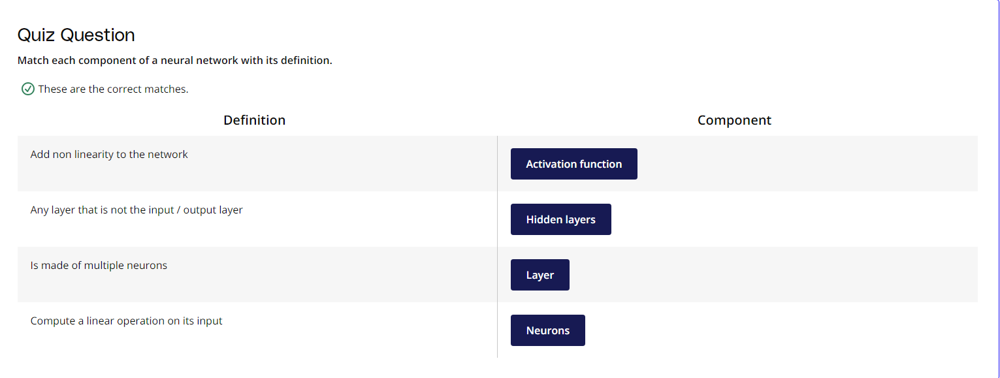 Quiz Question
Match each component of a neural network with its definition.
These are the correct matches.
Definition
Component
Add non linearity to the network
Activation function
Any layer that is not the input / output layer
Hidden layers
Is made of multiple neurons
Layer
Compute a linear operation on its input
Neurons